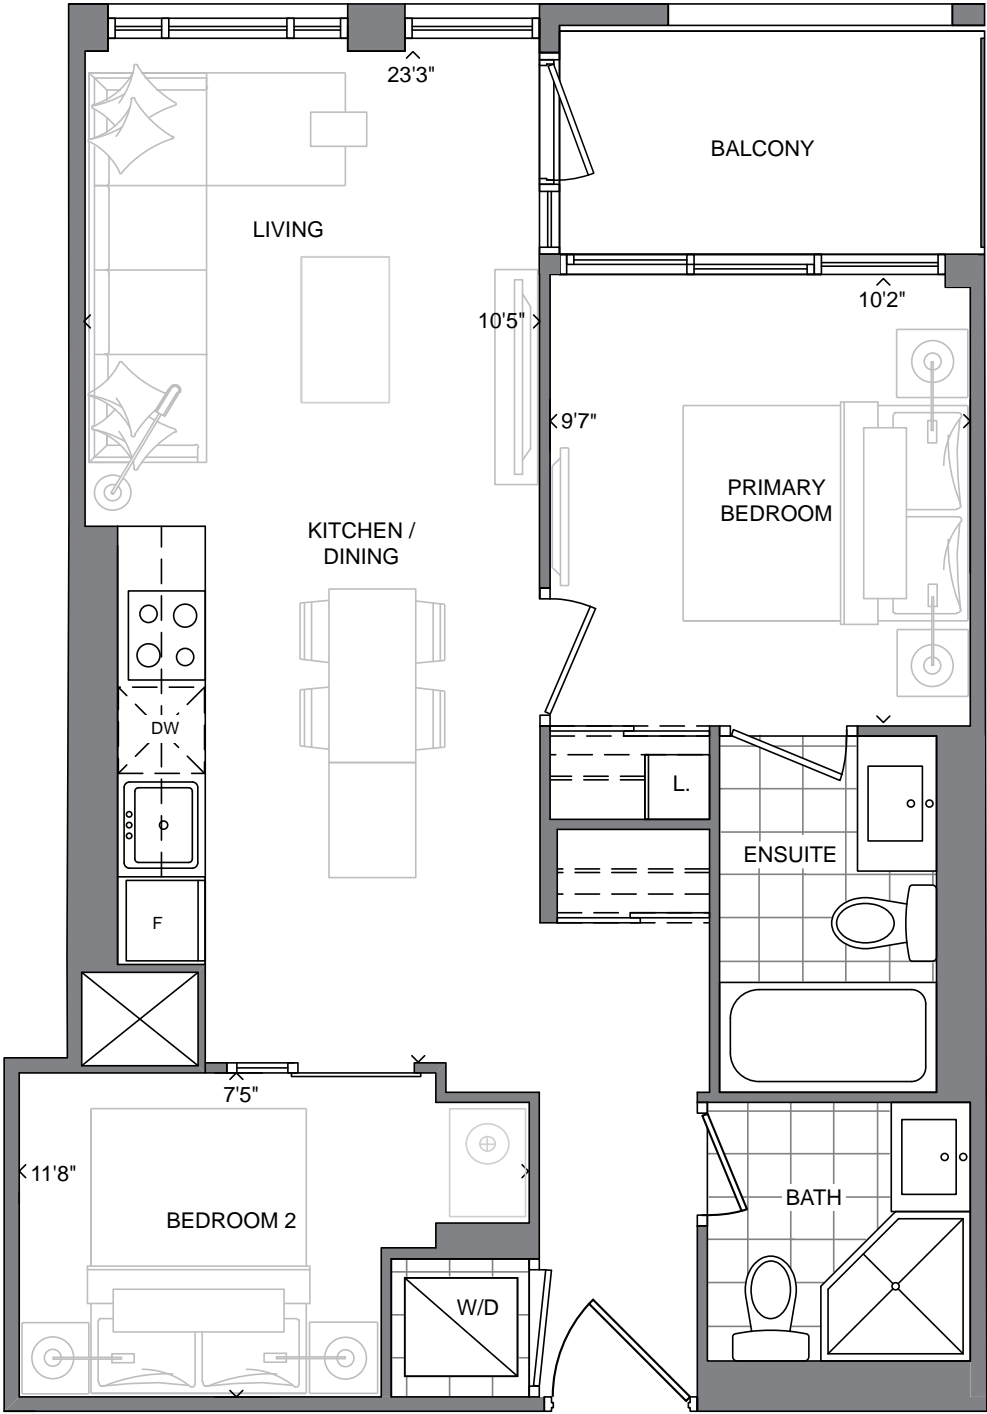 23'3"
BALCONY
LIVING
10'2"
10'5"
9'7"
PRIMARY
BEDROOM
KITCHEN /
DINING
DW
L.
ENSUITE
F
7'5"
11'8"
BATH
BEDROOM 2
W/D